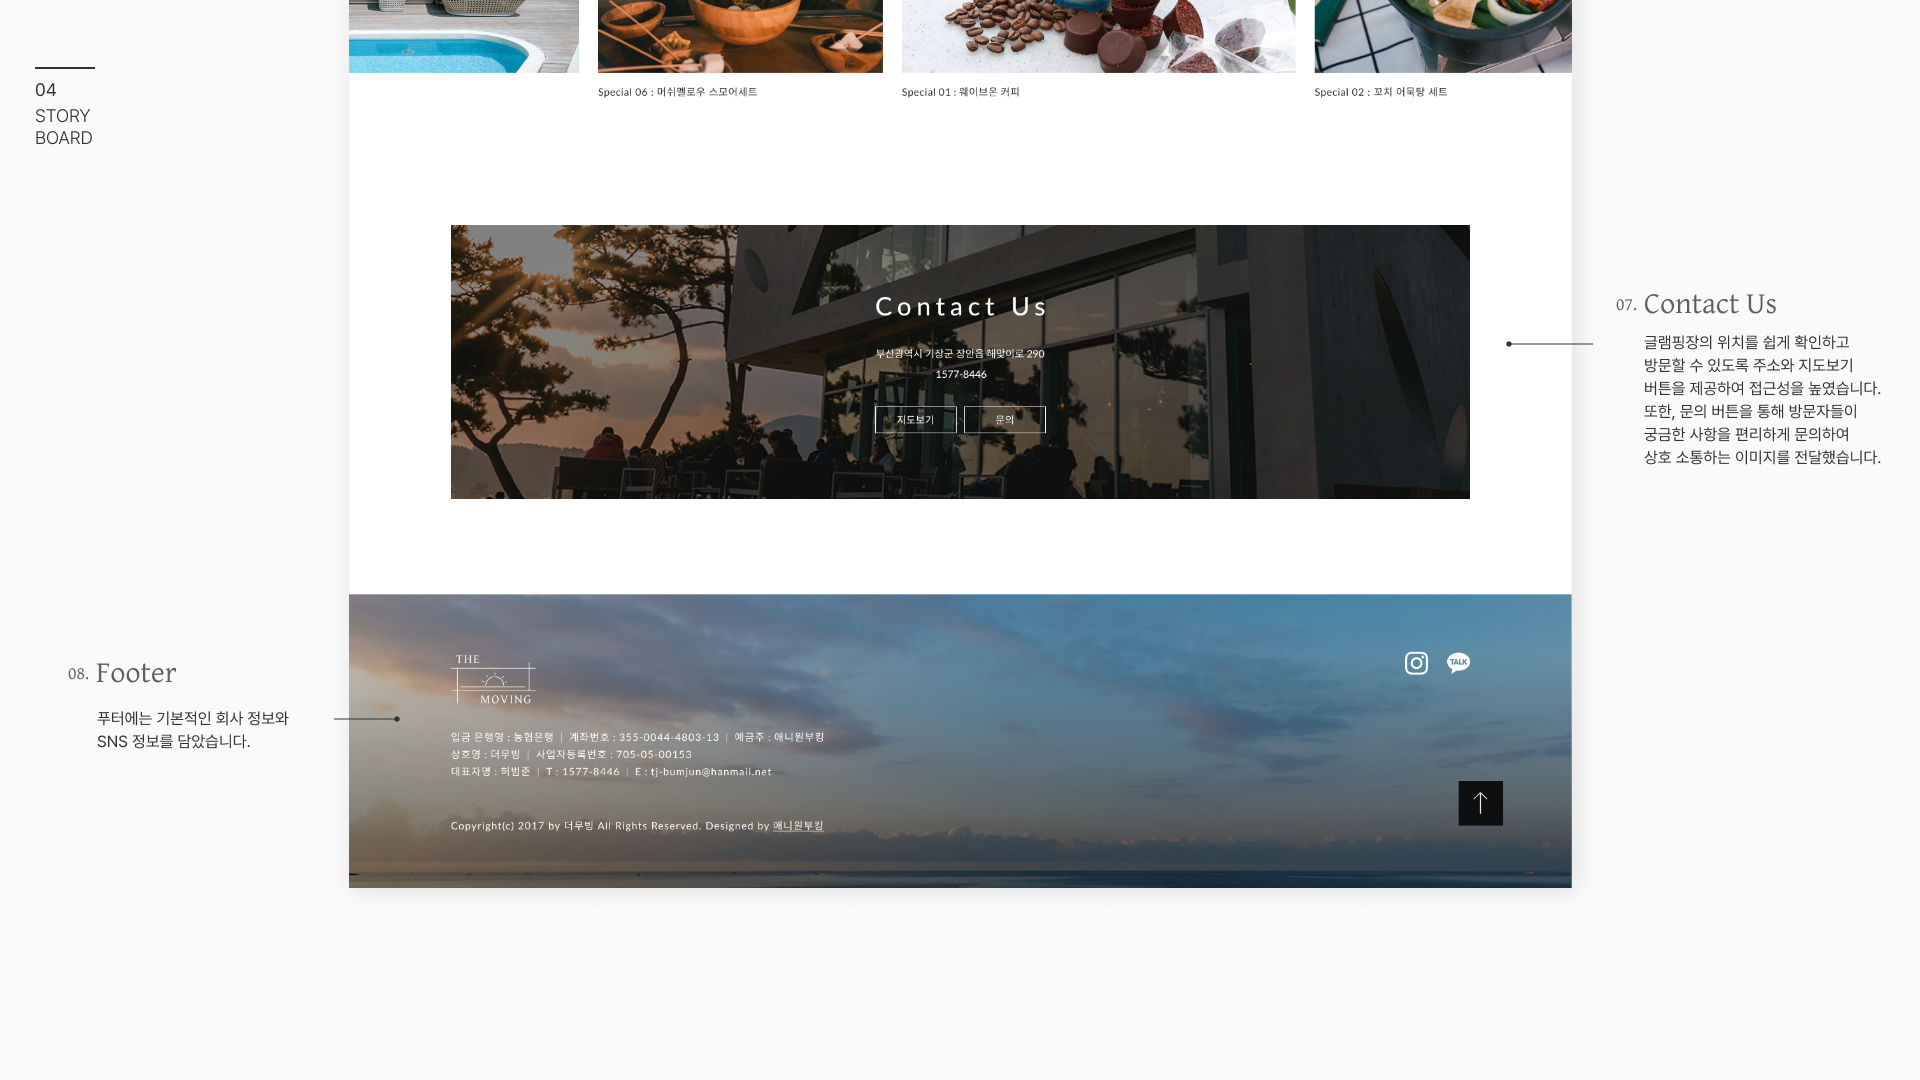 04
STORY
BOARD
Special 06 : 머쉬멜로우 스모어세트
Special 01 : 웨이브온 커피
Special 02 : 꼬치 어묵탕 세트
Contact Us
부산광역시 기장군 장안읍 해맞이로 290
1577-8446
지도보기
문의
07. Contact Us
글램핑장의 위치를 쉽게 확인하고
방문할 수 있도록 주소와 지도보기
버튼을 제공하여 접근성을 높였습니다.
또한, 문의 버튼을 통해 방문자들이
궁금한 사항을 편리하게 문의하여
상호 소통하는 이미지를 전달했습니다.
08. Footer
푸터에는 기본적인 회사 정보와
SNS 정보를 담았습니다.
THE
MOVING
TALK
입금 은행명 : 농협은행 | 계좌번호 : 355-0044-4803-13 | 예금주 : 애니원부킹
상호명 : 더무빙 | 사업자등록번호 : 705-05-00153
대표자명 : 허범준 | T : 1577-8446 | E : tj-bumjun@hanmail.net
Copyright(c) 2017 by 더무빙 All Rights Reserved. Designed by 애니원부킹